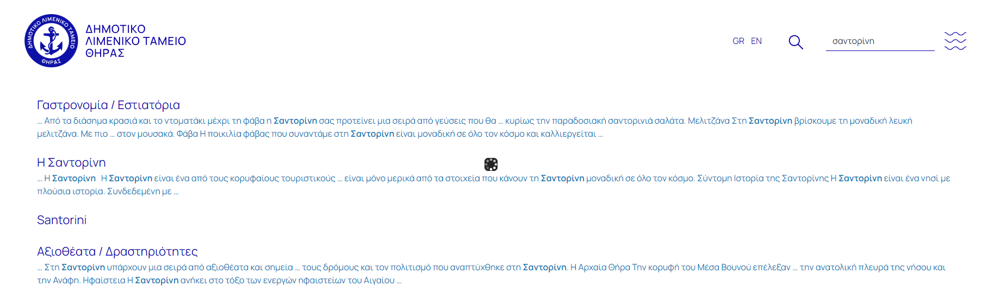 ΔΗΜΟΤΙΚΟ ΛΙΜΕΝΙΚΟ ΤΑΜΕΙΟ
ΘΗΡΑΣ
ΔΗΜΟΤΙΚΟ
ΛΙΜΕΝΙΚΟ ΤΑΜΕΙΟ
ΘΗΡΑΣ
GR EN
σαντορίνη
Γαστρονομία / Εστιατόρια
... Από τα διάσημα κρασιά και το ντοματάκι μέχρι τη φάβα η Σαντορίνη σας προτείνει μια σειρά από γεύσεις που θα ... κυρίως την παραδοσιακή σαντορινιά σαλάτα. Μελιτζάνα Στη Σαντορίνη βρίσκουμε τη μοναδική λευκή
μελιτζάνα. Με πιο ... στον μουσακά. Φάβα Η ποικιλία φάβας που συναντάμε στη Σαντορίνη είναι μοναδική σε όλο τον κόσμο και καλλιεργείται ...
Η Σαντορίνη
... Η Σαντορίνη Η Σαντορίνη είναι ένα από τους κορυφαίους τουριστικούς ... είναι μόνο μερικά από τα στοιχεία που κάνουν τη Σαντορίνη μοναδική σε όλο τον κόσμο. Σύντομη Ιστορία της Σαντορίνης Η Σαντορίνη είναι ένα νησί με
πλούσια ιστορία. Συνδεδεμένη με ...
Santorini
Αξιοθέατα / Δραστηριότητες
... Στη Σαντορίνη υπάρχουν μια σειρά από αξιοθέατα και σημεία ... τους δρόμους και τον πολιτισμό που αναπτύχθηκε στη Σαντορίνη. Η Αρχαία Θήρα Την κορυφή του Μέσα Βουνού επέλεξαν ... την ανατολική πλευρά της νήσου και
την Ανάφη. Ηφαίστεια Η Σαντορίνη ανήκει στο τόξο των ενεργών ηφαιστείων του Αιγαίου ...